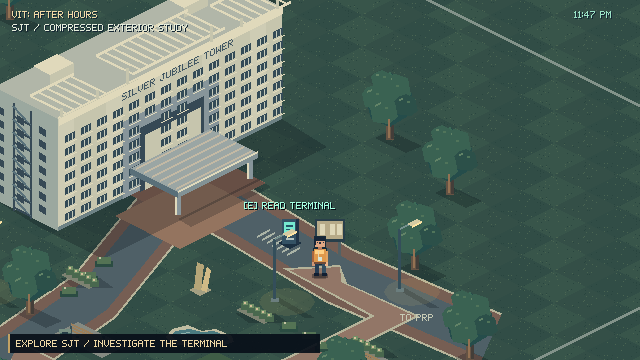 VIT: AFTER HOURS
11:47 PM
SJT / COMPRESSED EXTERIOR STUDY
SILVER JUBILEE TOWER
[E] READ TERMINAL
TO PRP
EXPLORE SJT / INVESTIGATE THE TERMINAL